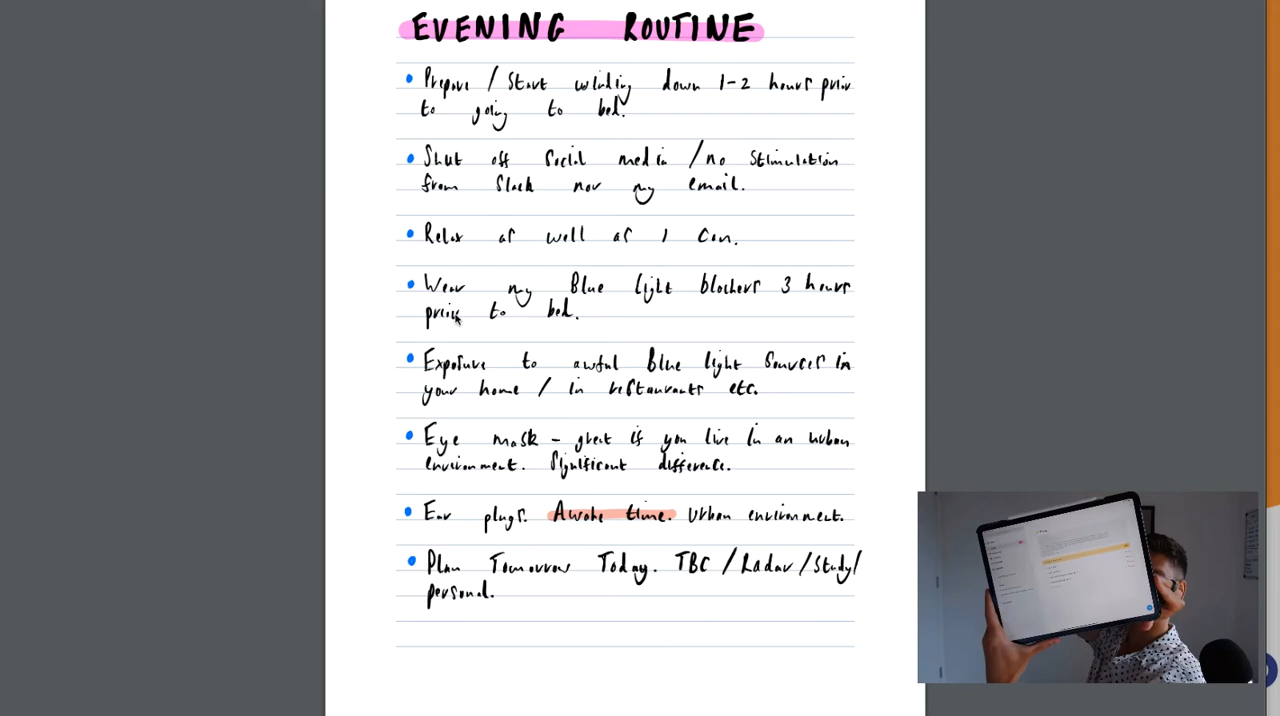 EVENING ROUTINE
• Prepare / Start winding down 1-2 hours prior
to going to bed.
• Shut off social media /no stimulation
from Slack nor my email.
• Relax as well as I can.
• Wear my Blue light blockers 3 hours
prior to bed.
• Exposure to awful Blue light sources in
your home / in restaurants etc.
• Eye mask - great if you live in an urban
environment. Significant difference.
• Ear plugs. Awake time. Urban environment.
• Plan Tomorrow Today. TBC / Radar / Study/
personal.